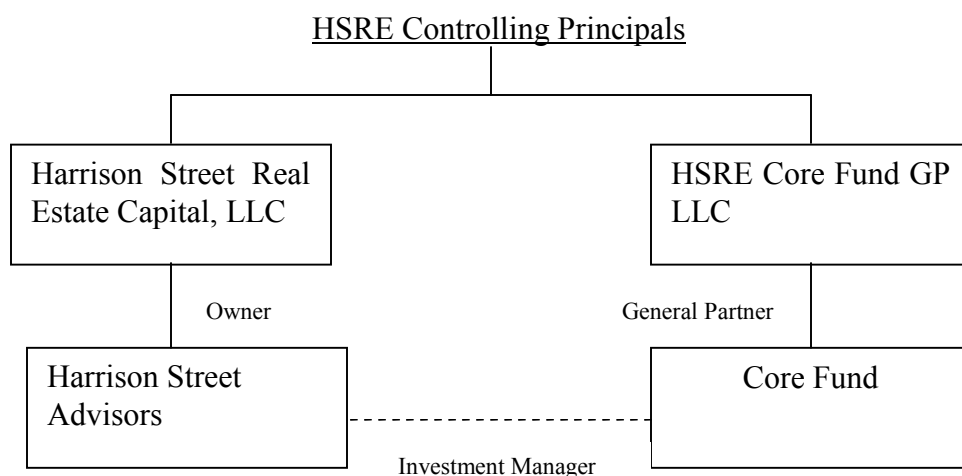 HSRE Controlling Principals
Harrison Street Real
Estate Capital, LLC
HSRE Core Fund GP
LLC
Owner
General Partner
Harrison Street
Advisors
Core Fund
Investment Manager